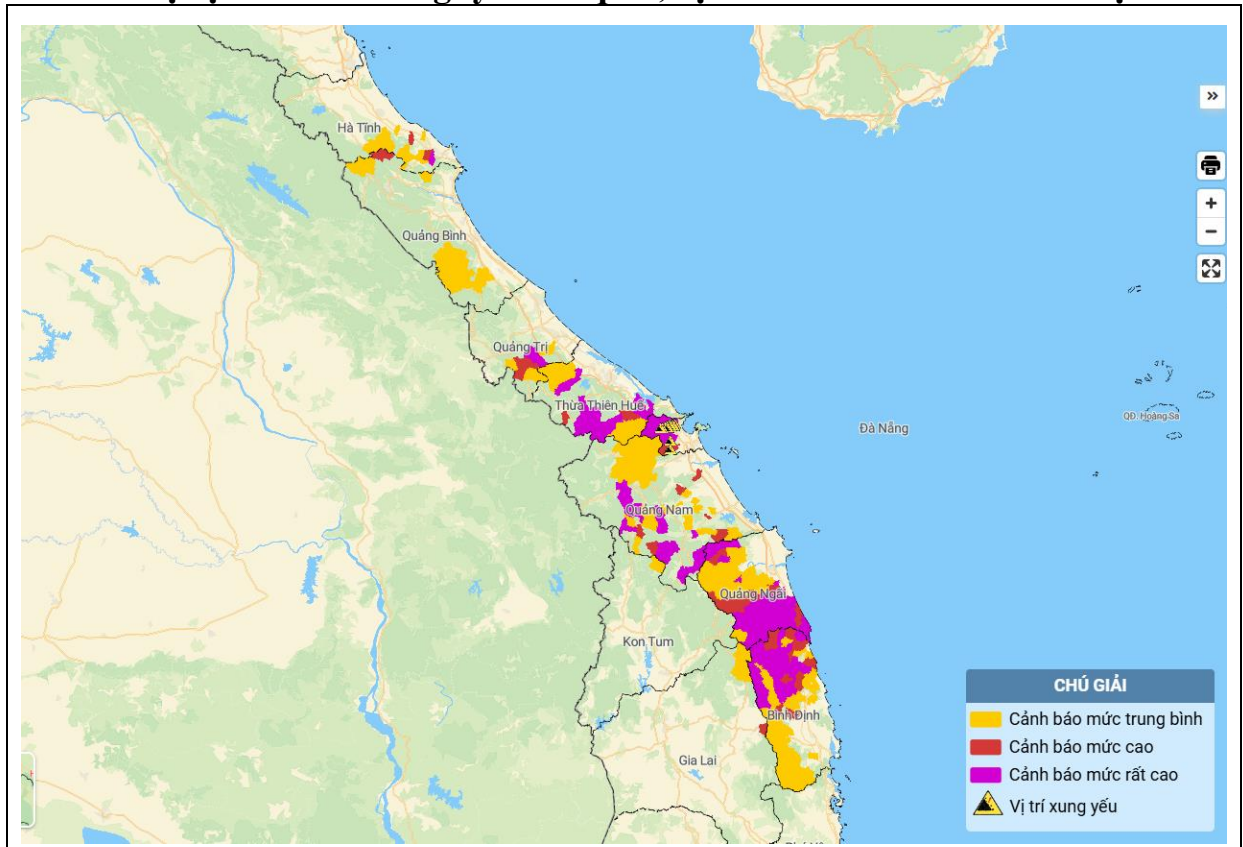 Hà Tĩnh
Quảng Bình
Quảng Trị
Thừa Thiên Huế
Đà Nẵng
QĐ. Hoàng Sa
Quảng Nam
Quảng Ngãi
Kon Tum
Bình Định
Gia Lai
CHÚ GIẢI
Cảnh báo mức trung bình
Cảnh báo mức cao
Cảnh báo mức rất cao
Vị trí xung yếu